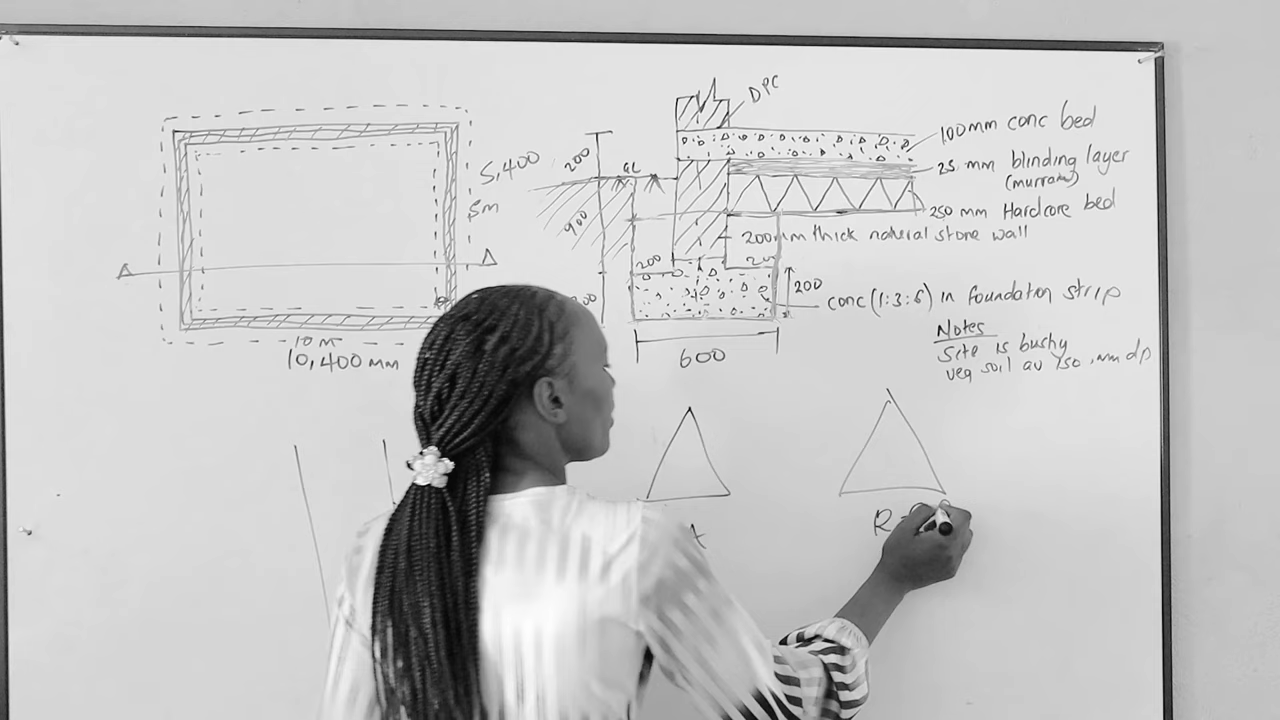 DPC
5,400
5m
10 m
10,400 mm
200
GL
900
200
200
600
100mm conc bed
25 mm blinding layer
250 mm Hardcore bed
200mm thick natural stone wall
200
conc (1:3:6) in foundation strip
Notes
Site is bushy
veg soil av 150 mm dp
R